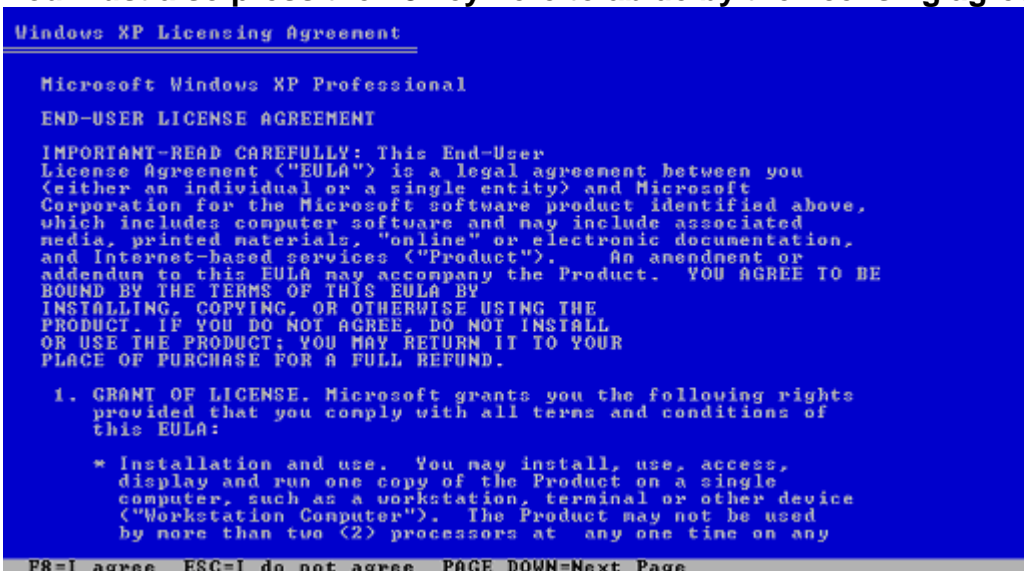 Windows XP Licensing Agreement
Microsoft Windows XP Professional
END-USER LICENSE AGREEMENT
IMPORTANT-READ CAREFULLY: This End-User
License Agreement ("EULA") is a legal agreement between you
(either an individual or a single entity) and Microsoft
Corporation for the Microsoft software product identified above,
which includes computer software and may include associated
media, printed materials, "online" or electronic documentation,
and Internet-based services ("Product"). An amendment or
addendum to this EULA may accompany the Product. YOU AGREE TO BE
BOUND BY THE TERMS OF THIS EULA BY
INSTALLING, COPYING, OR OTHERWISE USING THE
PRODUCT. IF YOU DO NOT AGREE, DO NOT INSTALL
OR USE THE PRODUCT; YOU MAY RETURN IT TO YOUR
PLACE OF PURCHASE FOR A FULL REFUND.
1. GRANT OF LICENSE. Microsoft grants you the following rights
provided that you comply with all terms and conditions of
this EULA:
* Installation and use. You may install, use, access,
display and run one copy of the Product on a single
computer, such as a workstation, terminal or other device
("Workstation Computer"). The Product may not be used
by more than two (2) processors at any one time on any
F8=I agree ESC=I do not agree PAGE DOWN=Next Page